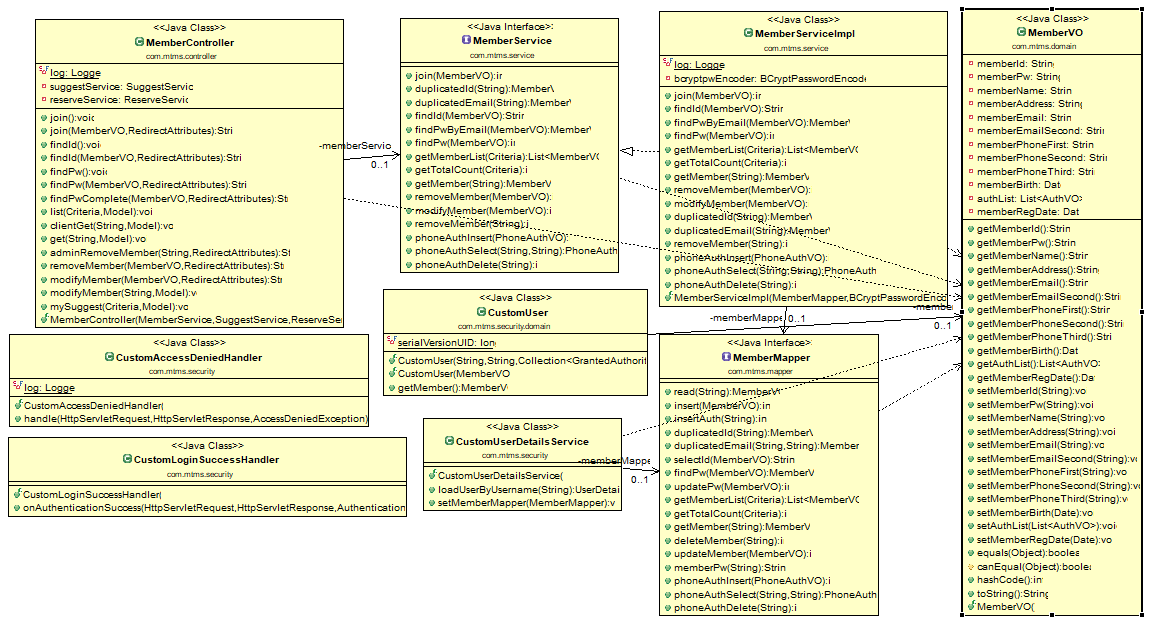 <<Java Class>>
MemberController
com.mtms.controller
log: Logge
suggestService: SuggestServic
reserveService: ReserveServic
join():voic
join(MemberVO,RedirectAttributes):Stri
findId():voi
findId(MemberVO,RedirectAttributes):Stri
findPw():voic
findPw(MemberVO,RedirectAttributes):Stri
findPwComplete(MemberVO,RedirectAttributes):St
list(Criteria,Model):voi
clientGet(String,Model):vo
get(String,Model):vo
adminRemoveMember(String,RedirectAttributes):St
removeMember(MemberVO,RedirectAttributes):Sti
modifyMember(MemberVO,RedirectAttributes):Sti
modifyMember(String,Model):v
mySuggest(Criteria,Model):vo
MemberController(MemberService,SuggestService,ReserveSe
-memberServio
0..1
<<Java Interface>>
MemberService
com.mtms.service
join(MemberVO):ir
duplicatedId(String):Member
duplicatedEmail(String):Member
findId(MemberVO):Strir
findPwByEmail(MemberVO):Member
findPw(MemberVO):ir
getMemberList(Criteria):List<MemberVO
getTotalCount(Criteria):i
getMember(String):MemberV
removeMember(MemberVO):
modifyMember(MemberVO):i
removeMember(String):i
phoneAuthInsert(PhoneAuthVO):
phoneAuthSelect(String,String):PhoneAuth
phoneAuthDelete(String):i
<<Java Class>>
MemberServiceImpl
com.mtms.service
log: Logge
bcryptpwEncoder: BCryptPasswordEncode
join(MemberVO):ir
findId(MemberVO):Strir
findPwByEmail(MemberVO):Member
findPw(MemberVO):ir
getMemberList(Criteria):List<MemberVO
getTotalCount(Criteria):i
getMember(String):MemberV
removeMember(MemberVO):
modifyMember(MemberVO):
duplicatedId(String):Member
duplicatedEmail(String):Member
removeMember(String):i
phoneAuthInsert(PhoneAuthVO):
phoneAuthSelect(String,String):PhoneAuth
phoneAuthDelete(String):i
MemberServiceImpl(MemberMapper,BCryptPasswordEnco
-memberMappe
0..1
-membe
0..1
<<Java Class>>
MemberVO
com.mtms.domain
memberId: String
memberPw: String
memberName: Strin
memberAddress: String
memberEmail: Strin
memberEmailSecond: Strii
memberPhoneFirst: Strin
memberPhoneSecond: Strii
memberPhoneThird: Stri
memberBirth: Dat
authList: List<AuthVO>
memberRegDate: Dat
getMemberId():Strin
getMemberPw():Strin
getMemberName():Strin
getMemberAddress():Strin
getMemberEmail():Strin
getMemberEmailSecond():Stri
getMemberPhoneFirst():Strin
getMemberPhoneSecond():Stri
getMemberPhoneThird():Stri
getMemberBirth():Dat
getAuthList():List<AuthVO>
getMemberRegDate():Da
setMemberId(String):vo
setMemberPw(String):voi
setMemberName(String):vo
setMemberAddress(String):voi
setMemberEmail(String):vo
setMemberEmailSecond(String):vo
setMemberPhoneFirst(String):vo
setMemberPhoneSecond(String):vo
setMemberPhoneThird(String):v
setMemberBirth(Date):vo
setAuthList(List<AuthVO>):voi
setMemberRegDate(Date):vo
equals(Object):boolea
canEqual(Object):boolea
hashCode():in
toString():String
MemberVO(
<<Java Class>>
CustomUser
com.mtms.security.domain
serialVersionUID: long
CustomUser(String,String,Collection<GrantedAuthorit
CustomUser(MemberVO
getMember():MemberV
<<Java Class>>
CustomAccessDeniedHandler
com.mtms.security
log: Logge
CustomAccessDeniedHandler(
handle(HttpServletRequest,HttpServletResponse,AccessDeniedException)
<<Java Class>>
CustomLoginSuccessHandler
com.mtms.security
CustomLoginSuccessHandler(
onAuthenticationSuccess(HttpServletRequest,HttpServletResponse,Authentication
<<Java Class>>
CustomUserDetailsService
com.mtms.security
CustomUserDetailsService(
loadUserByUsername(String):UserDetai
setMemberMapper(MemberMapper):v
-memberMappe
0..1
<<Java Interface>>
MemberMapper
com.mtms.mapper
read(String):MemberV
insert(MemberVO):in
insertAuth(String):in
duplicatedId(String):Member
duplicatedEmail(String,String):Member
selectId(MemberVO):Strin
findPw(MemberVO):MemberV
updatePw(MemberVO):ir
getMemberList(Criteria):List<MemberVO
getTotalCount(Criteria):i
getMember(String):MemberV
deleteMember(String):i
updateMember(MemberVO):i
memberPw(String):Strin
phoneAuthInsert(PhoneAuthVO):i
phoneAuthSelect(String,String):PhoneAuth
phoneAuthDelete(String):i